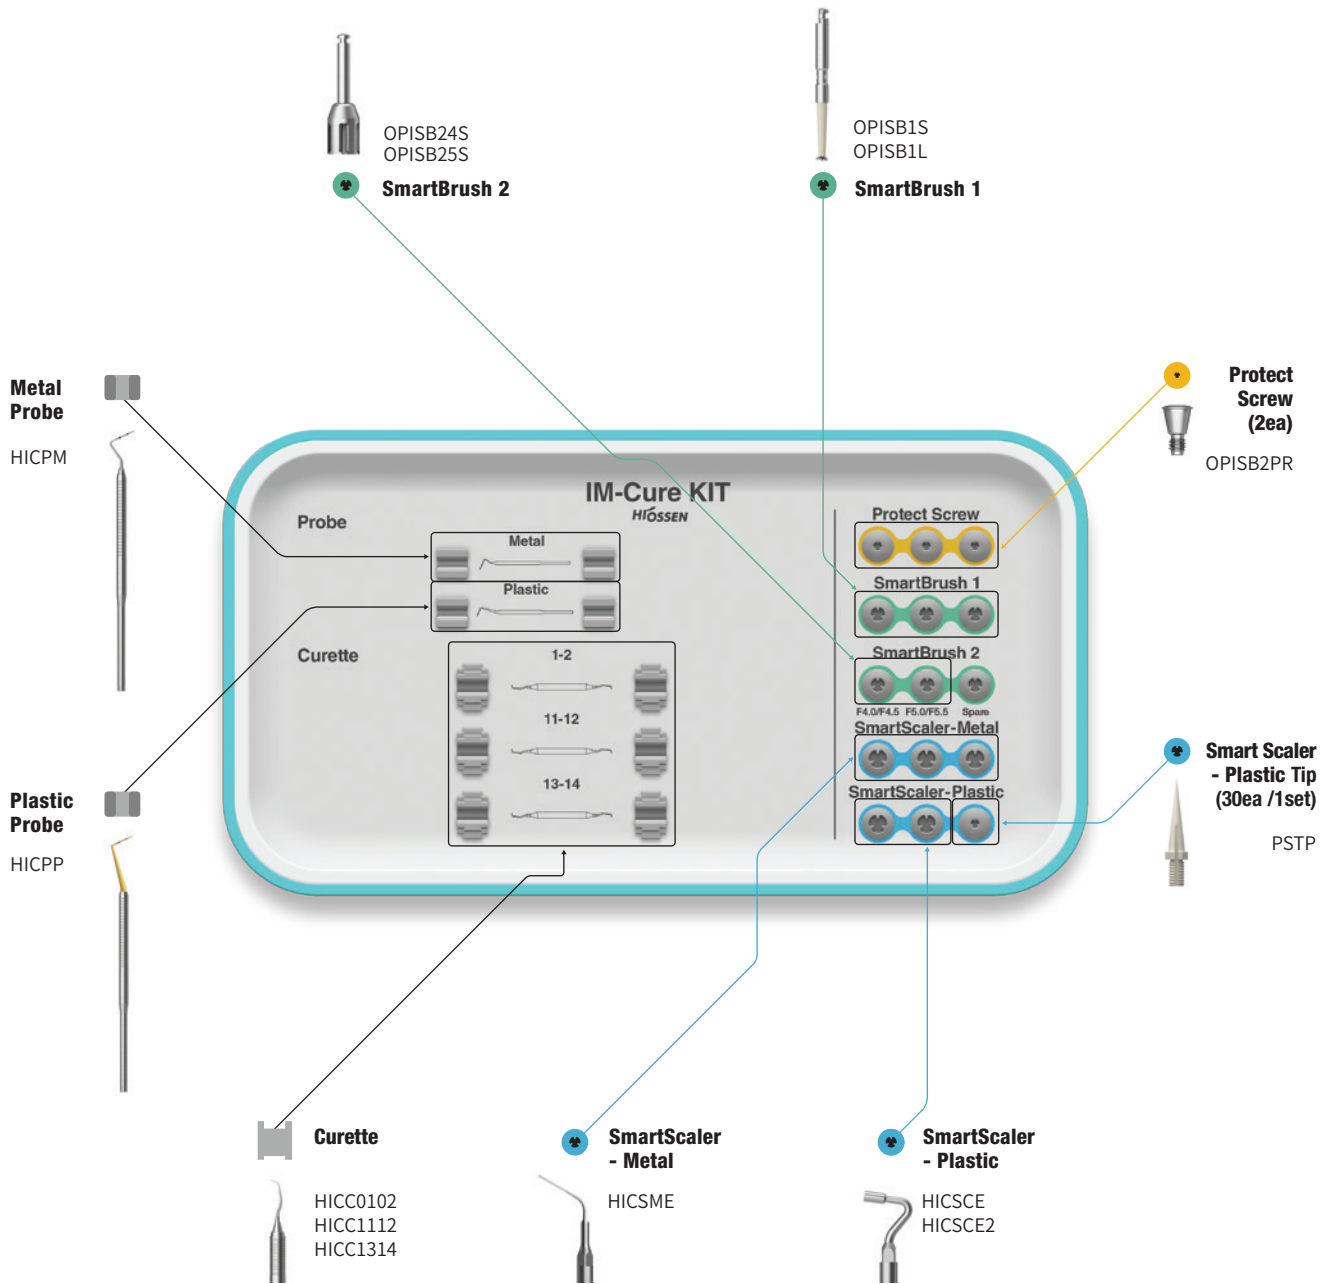 OPISB24S
OPISB25S
SmartBrush 2
OPISB1S
OPISB1L
SmartBrush 1
Metal
Probe
HICPM
Protect
Screw
(2ea)
OPISB2PR
IM-Cure KIT
HIOSSEN
Probe
Metal
Plastic
Curette
1-2
11-12
13-14
Protect Screw
SmartBrush 1
SmartBrush 2
F4.0/F4.5 F5.0/F5.5 Spare
SmartScaler-Metal
SmartScaler-Plastic
Plastic
Probe
HICPP
Smart Scaler
- Plastic Tip
(30ea /1set)
PSTP
Curette
HICC0102
HICC1112
HICC1314
SmartScaler
- Metal
HICSME
SmartScaler
- Plastic
HICSCE
HICSCE2